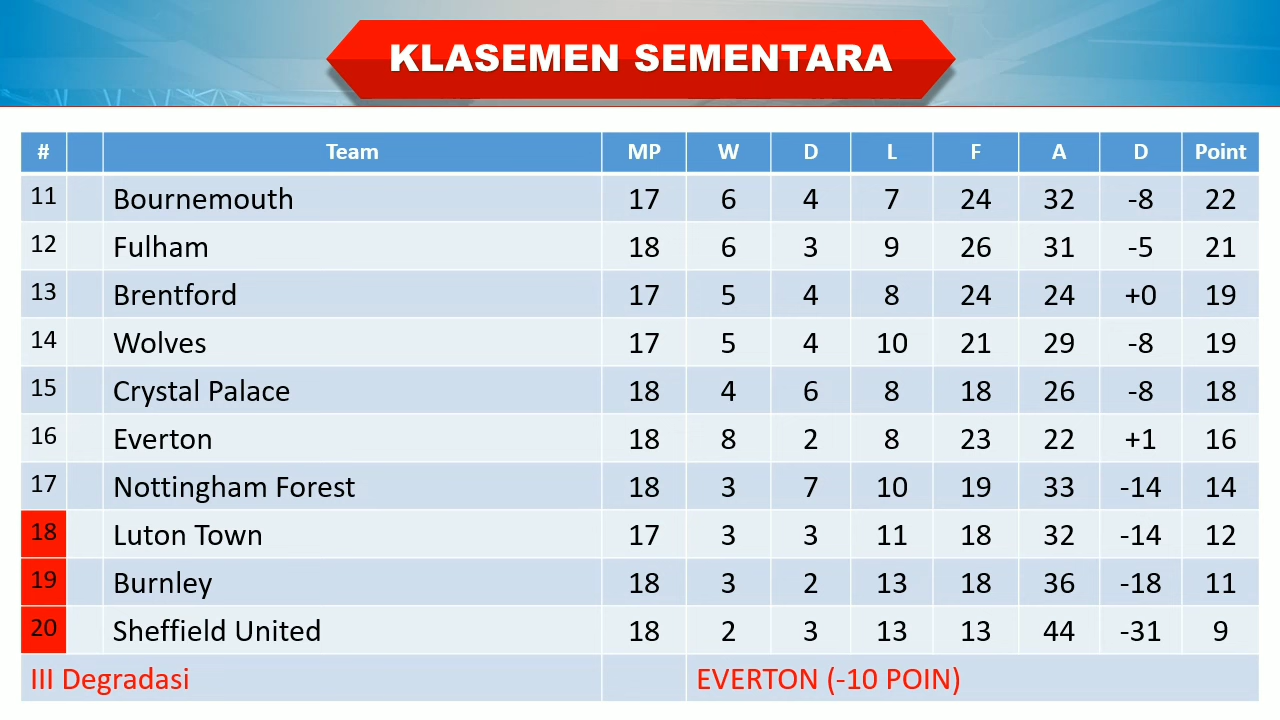 KLASEMEN SEMENTARA
# Team MP W D L F A D Point
11 Bournemouth 17 6 4 7 24 32 -8 22
12 Fulham 18 6 3 9 26 31 -5 21
13 Brentford 17 5 4 8 24 24 +0 19
14 Wolves 17 5 4 10 21 29 -8 19
15 Crystal Palace 18 4 6 8 18 26 -8 18
16 Everton 18 8 2 8 23 22 +1 16
17 Nottingham Forest 18 3 7 10 19 33 -14 14
18 Luton Town 17 3 3 11 18 32 -14 12
19 Burnley 18 3 2 13 18 36 -18 11
20 Sheffield United 18 2 3 13 13 44 -31 9
III Degradasi EVERTON (-10 POIN)